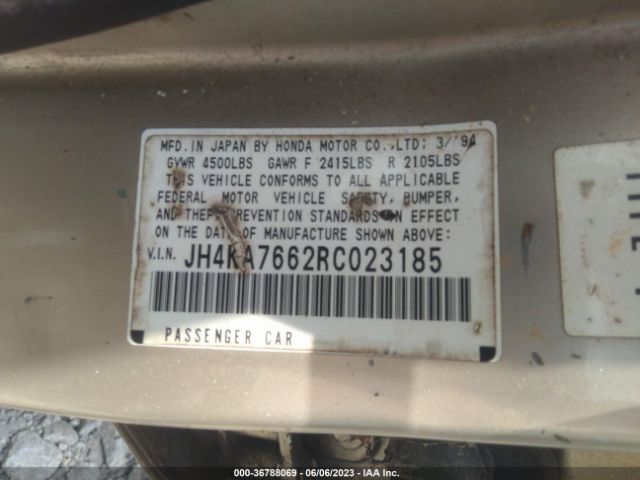 MFD. IN JAPAN BY HONDA MOTOR CO., LTD: 3/'94
GVWR 4500LBS GAWR F 2415LBS R 2105LBS
THIS VEHICLE CONFORMS TO ALL APPLICABLE
FEDERAL MOTOR VEHICLE SAFETY, BUMPER,
AND THEFT PREVENTION STANDARDS IN EFFECT
ON THE DATE OF MANUFACTURE SHOWN ABOVE:
V.I.N. JH4KA7662RC023185
PASSENGER CAR
a
000-36788069 - 06/06/2023 - IAA Inc.